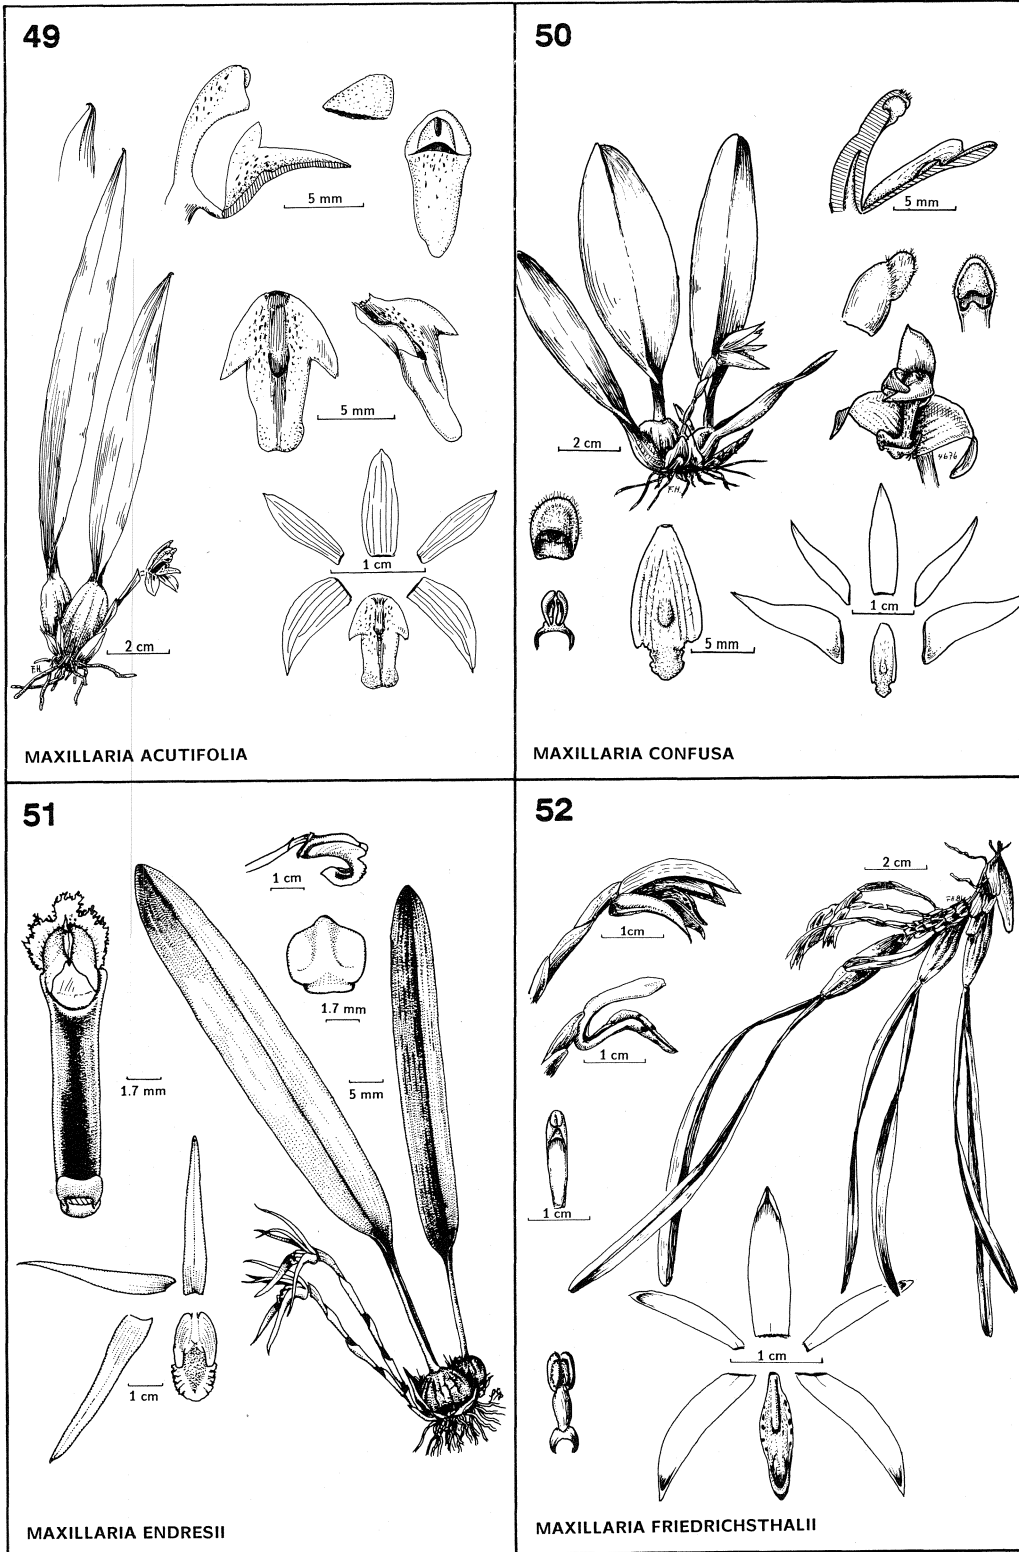 49
5 mm
5 mm
1 cm
2 cm
F.H.
MAXILLARIA ACUTIFOLIA
50
5 mm
2 cm
4676
F.H.
1 cm
5 mm
MAXILLARIA CONFUSA
51
1 cm
1.7 mm
1.7 mm
5 mm
1 cm
MAXILLARIA ENDRESII
52
2 cm
1cm
1 cm
1 cm
1 cm
MAXILLARIA FRIEDRICHSTHALII